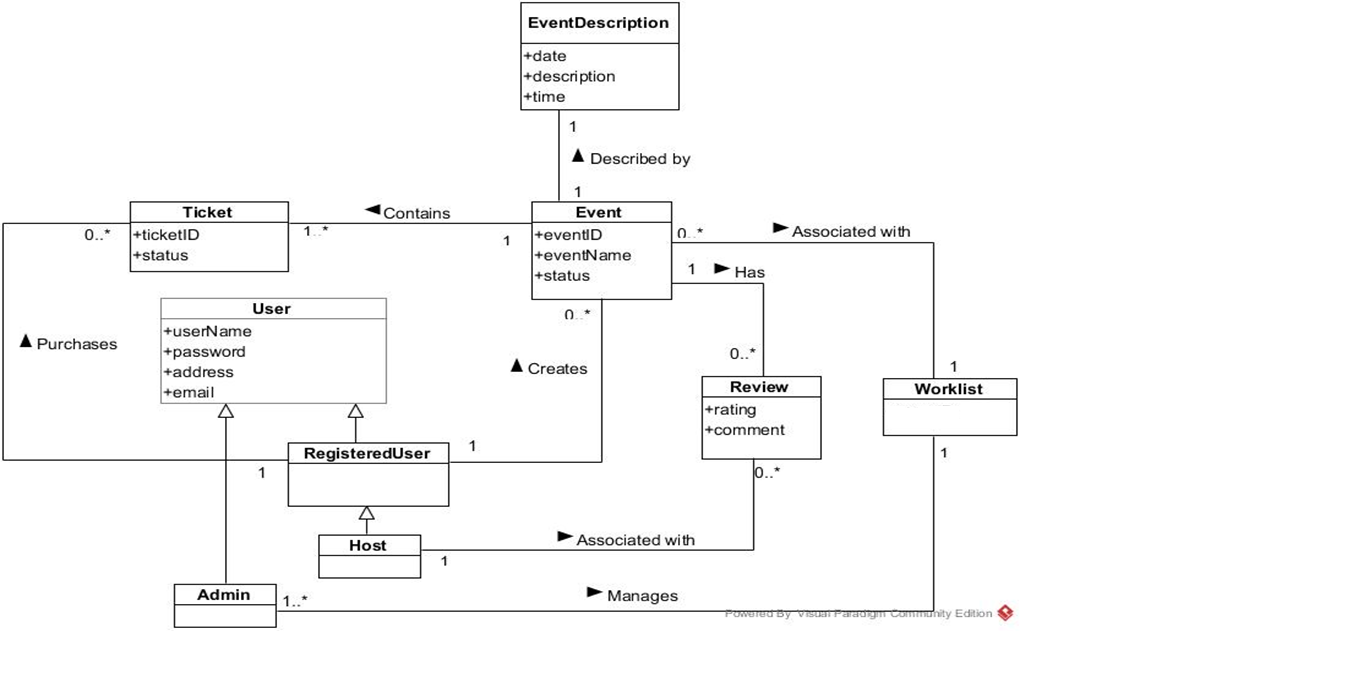 EventDescription
+date
+description
+time
1
Described by
1
Ticket
+ticketID
+status
0..*
1..*
Contains
1
Event
+eventID
+eventName
+status
0..*
Associated with
1
Has
0..*
Purchases
User
+userName
+password
+address
+email
0..*
Creates
1
Review
+rating
+comment
0..*
1
Worklist
1
RegisteredUser
1
Host
1
Associated with
Admin
1..*
Manages
Powered By Visual Paradigm Community Edition